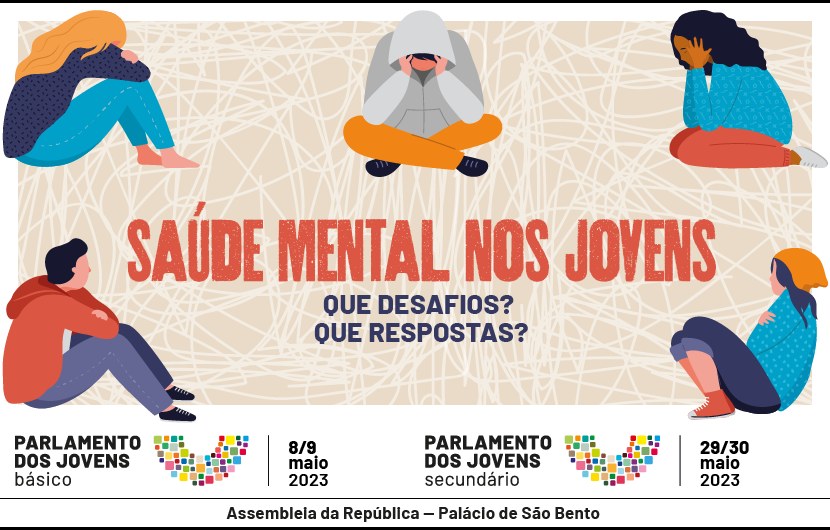 SAÚDE MENTAL NOS JOVENS
QUE DESAFIOS?
QUE RESPOSTAS?
PARLAMENTO
DOS JOVENS
básico
8/9
maio
2023
PARLAMENTO
DOS JOVENS
secundário
29/30
maio
2023
Assembleia da República — Palácio de São Bento